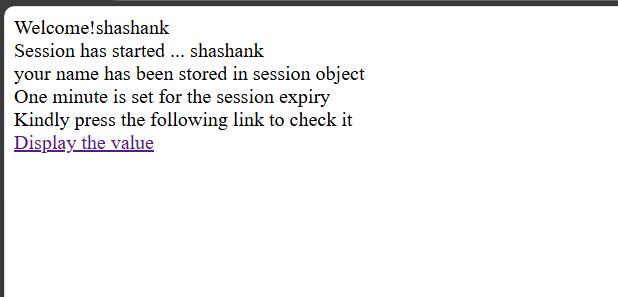 Welcome!shashank
Session has started ... shashank
your name has been stored in session object
One minute is set for the session expiry
Kindly press the following link to check it
Display the value